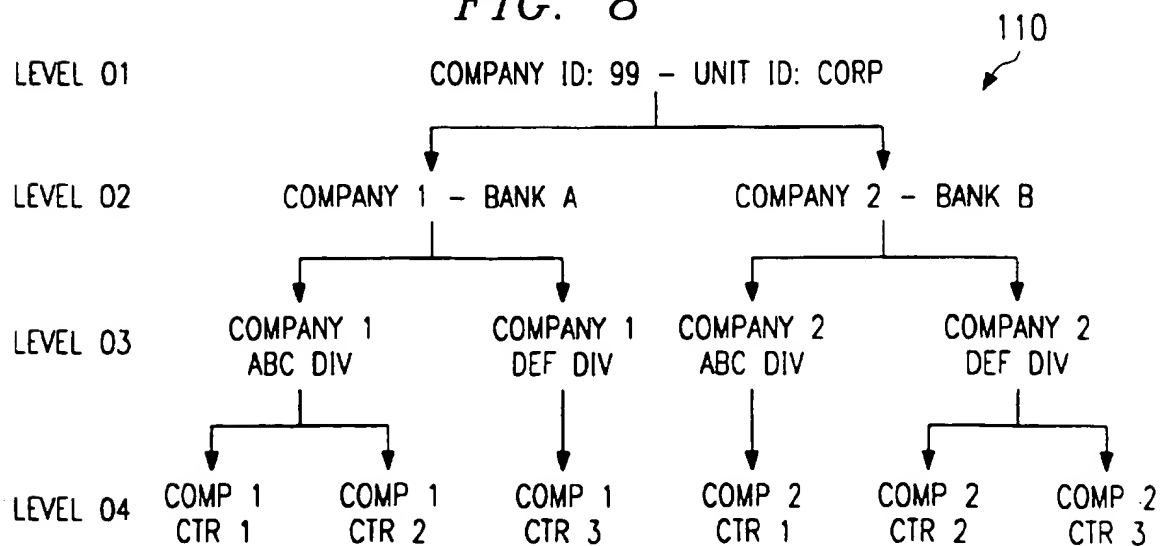 FIG. 8
110
LEVEL 01 COMPANY ID: 99 – UNIT ID: CORP
LEVEL 02 COMPANY 1 – BANK A COMPANY 2 – BANK B
LEVEL 03 COMPANY 1 COMPANY 1 COMPANY 2 COMPANY 2
ABC DIV DEF DIV ABC DIV DEF DIV
LEVEL 04 COMP 1 COMP 1 COMP 1 COMP 2 COMP 2 COMP 2
CTR 1 CTR 2 CTR 3 CTR 1 CTR 2 CTR 3